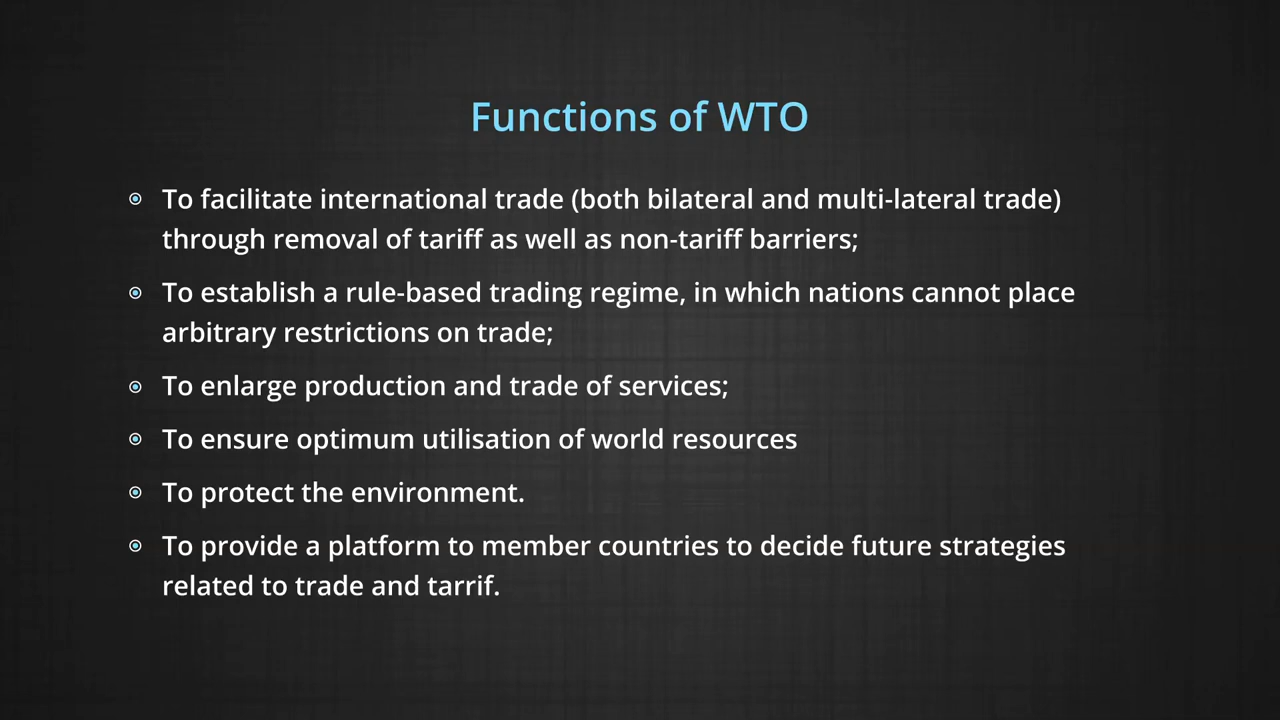 Functions of WTO
To facilitate international trade (both bilateral and multi-lateral trade)
through removal of tariff as well as non-tariff barriers;
To establish a rule-based trading regime, in which nations cannot place
arbitrary restrictions on trade;
To enlarge production and trade of services;
To ensure optimum utilisation of world resources
To protect the environment.
To provide a platform to member countries to decide future strategies
related to trade and tarrif.